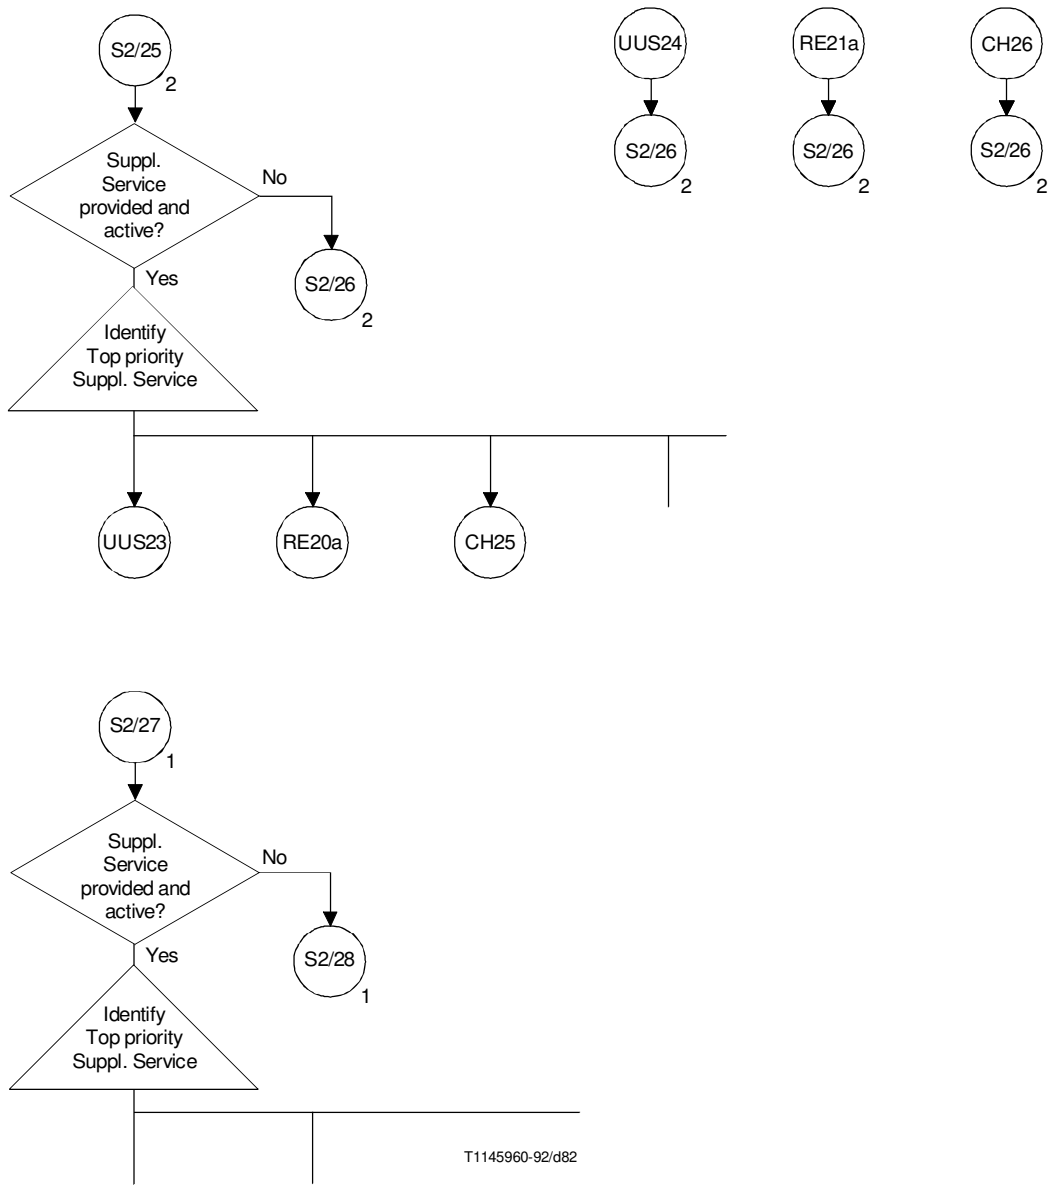 S2/25
2
Suppl.
Service
provided and
active?
No
S2/26
2
Yes
Identify
Top priority
Suppl. Service
UUS23
RE20a
CH25
UUS24
S2/26
2
RE21a
S2/26
2
CH26
S2/26
2
S2/27
1
Suppl.
Service
provided and
active?
No
S2/28
1
Yes
Identify
Top priority
Suppl. Service
T1145960-92/d82